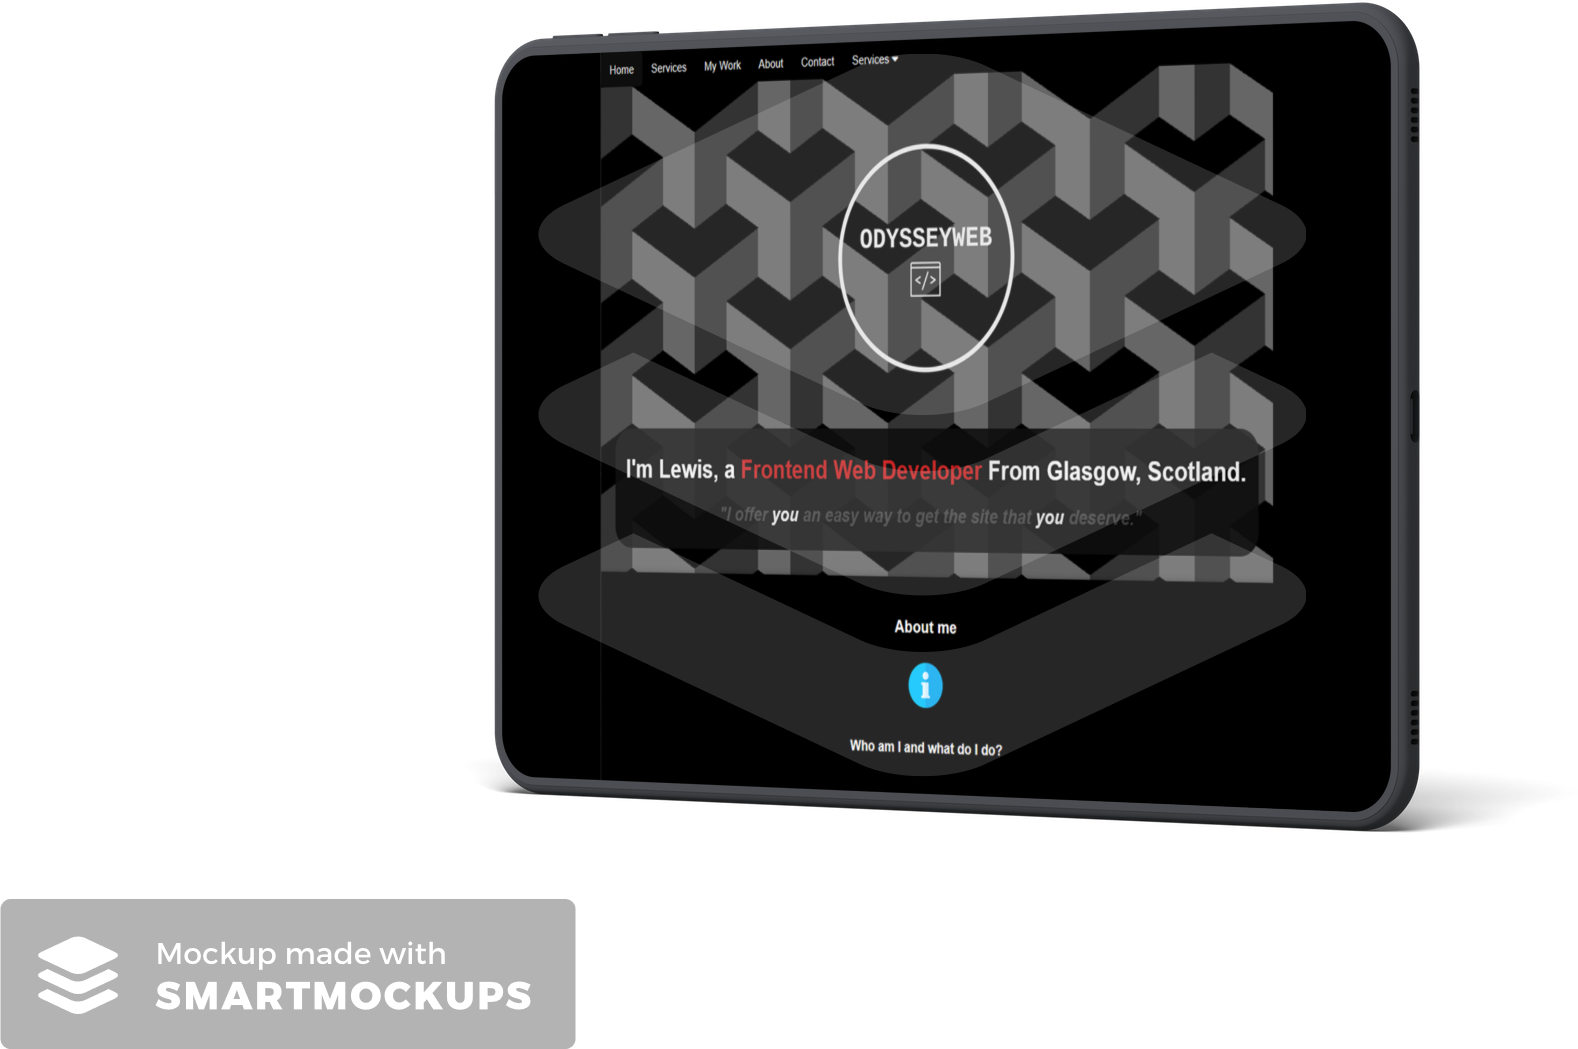 Home Services My Work About Contact Services
ODYSSEYWEB
</>
I'm Lewis, a Frontend Web Developer From Glasgow, Scotland.
"I offer you an easy way to get the site that you deserve."
About me
i
Who am I and what do I do?
Mockup made with
SMARTMOCKUPS